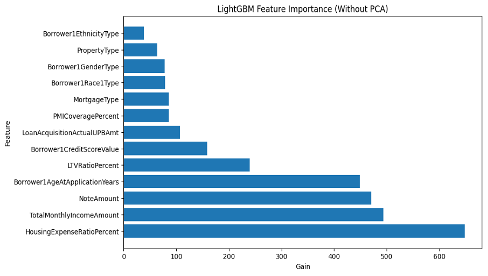 LightGBM Feature Importance (Without PCA)
Borrower1EthnicityType
PropertyType
Borrower1GenderType
Borrower1Race1Type
MortgageType
PMICoveragePercent
LoanAcquisitionActualUPBAmt
Borrower1CreditScoreValue
LTVRatioPercent
Borrower1AgeAtApplicationYears
NoteAmount
TotalMonthlyIncomeAmount
HousingExpenseRatioPercent
Feature
0 100 200 300 400 500 600
Gain